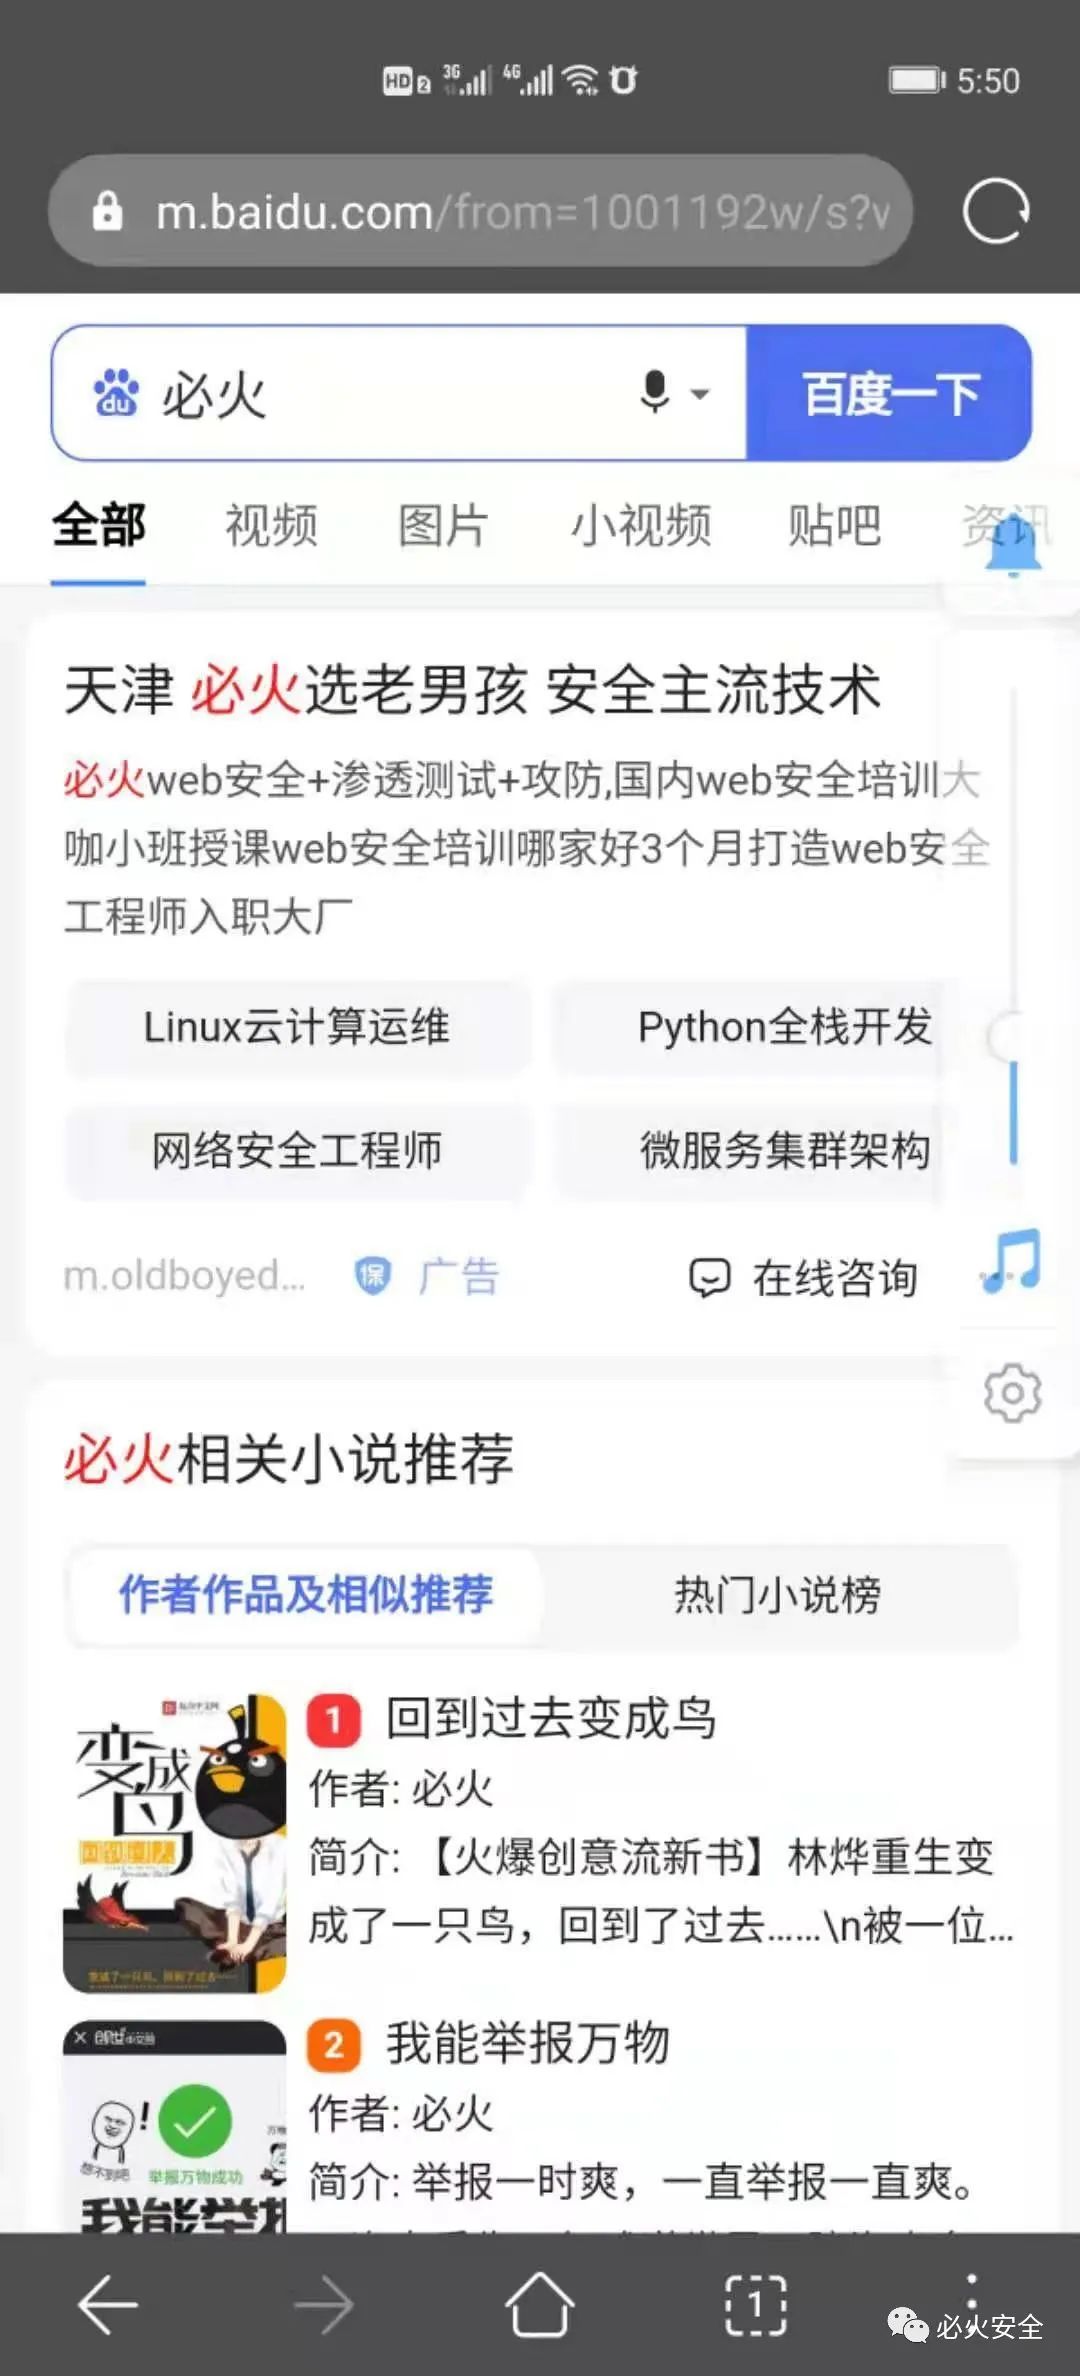 HD 2 3G 4G 5:50
m.baidu.com/from=1001192w/s?v
du 必火 百度一下
全部 视频 图片 小视频 贴吧 资讯
天津 必火选老男孩 安全主流技术
必火web安全+渗透测试+攻防,国内web安全培训大
咖小班授课web安全培训哪家好3个月打造web安全
工程师入职大厂
Linux云计算运维 Python全栈开发
网络安全工程师 微服务集群架构
m.oldboyed... 保 广告 在线咨询
必火相关小说推荐
作者作品及相似推荐 热门小说榜
变成鸟
1 回到过去变成鸟
作者: 必火
简介: 【火爆创意流新书】林烨重生变
成了一只鸟，回到了过去……\n被一位...
创世
想不到吧
!
举报万物成功
我能举报
2 我能举报万物
作者: 必火
简介: 举报一时爽，一直举报一直爽。
1
必火安全